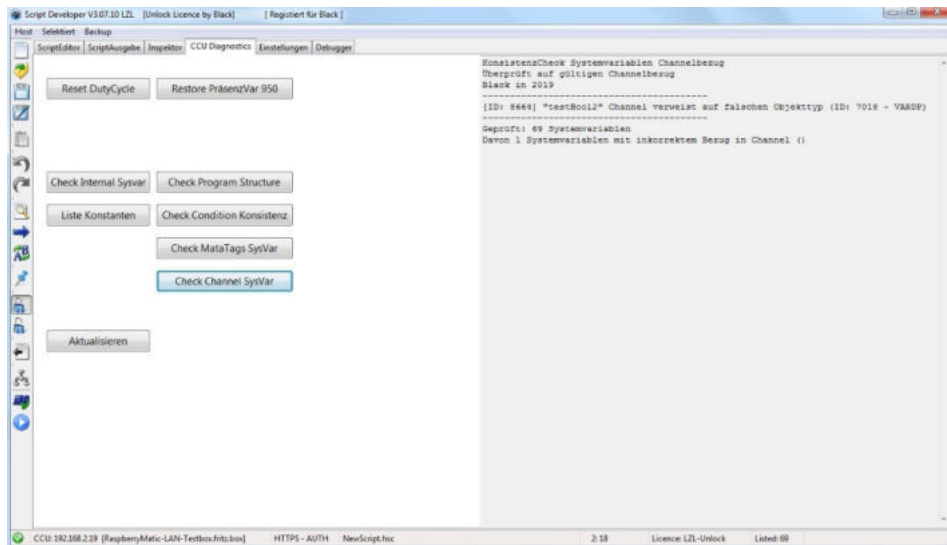 Script Developer V3.07.10 LZL [Unlock Licence by Black] [ Registiert für Black ]
Host Selektiert Backup
ScriptEditor ScriptAusgabe Inspektor CCU Diagnostics Einstellungen Debugger
Reset DutyCycle Restore PräsenzVar 950
Check Internal Sysvar Check Program Structure
Liste Konstanten Check Condition Konsistenz
Check MataTags SysVar
Check Channel SysVar
Aktualisieren
KonsistensCheck Systemvariablen Channelbezug
Überprüft auf gültigen Channelbezug
Black in 2019
----------------------------------------
[ID: 8666] "testBool2" Channel verweist auf falschen Objekttyp (ID: 7018 - VARDP)
----------------------------------------
Geprüft: 69 Systemvariablen
Davon 1 Systemvariablen mit inkorrektem Bezug in Channel ()
CCU: 192.168.2.19 [RaspberryMatic-LAN-Testbox.fritz.box] HTTPS - AUTH NewScript.hsc 2:18 Licence: LZL-Unlock Listed: 69